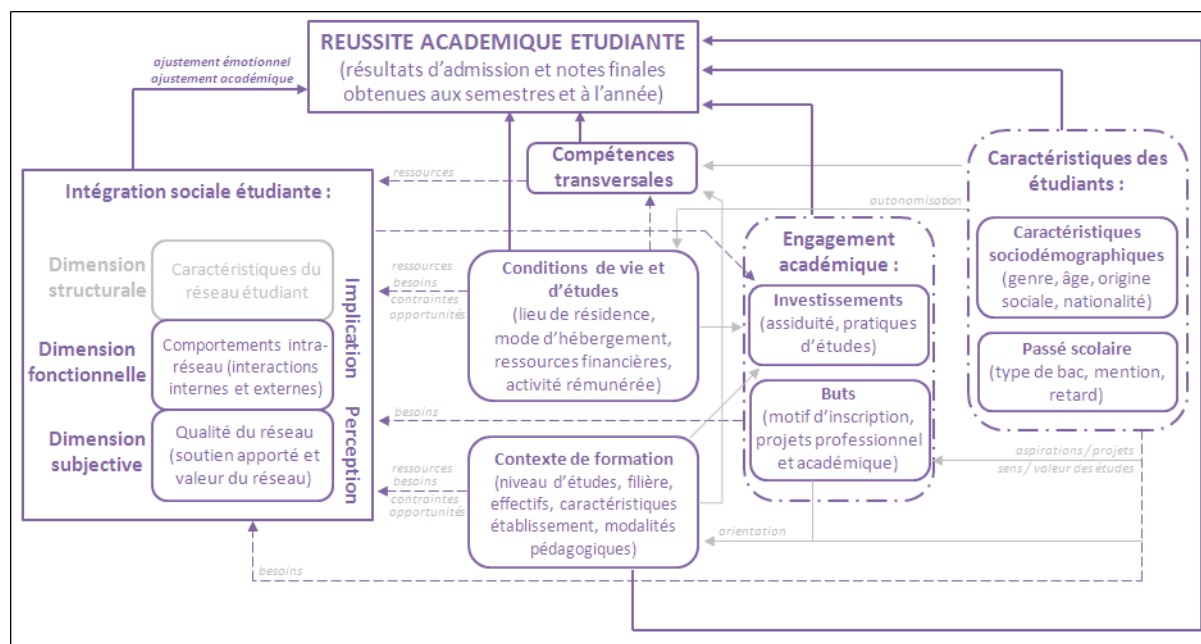 REUSSITE ACADEMIQUE ETUDIANTE
(résultats d'admission et notes finales
obtenues aux semestres et à l'année)
ajustement émotionnel
ajustement académique
Intégration sociale étudiante :
Dimension
structurale
Caractéristiques du
réseau étudiant
Dimension
fonctionnelle
Comportements intra-
réseau (interactions
internes et externes)
Dimension
subjective
Qualité du réseau
(soutien apporté et
valeur du réseau)
Implication
Perception
ressources
Compétences
transversales
ressources
besoins
contraintes
opportunités
Conditions de vie et
d'études
(lieu de résidence,
mode d'hébergement,
ressources financières,
activité rémunérée)
besoins
ressources
besoins
contraintes
opportunités
Contexte de formation
(niveau d'études, filière,
effectifs, caractéristiques
établissement, modalités
pédagogiques)
besoins
autonomisation
Engagement
académique :
Investissements
(assiduité, pratiques
d'études)
Buts
(motif d'inscription,
projets professionnel
et académique)
orientation
Caractéristiques des
étudiants :
Caractéristiques
sociodémographiques
(genre, âge, origine
sociale, nationalité)
Passé scolaire
(type de bac, mention,
retard)
aspirations / projets
sens / valeur des études